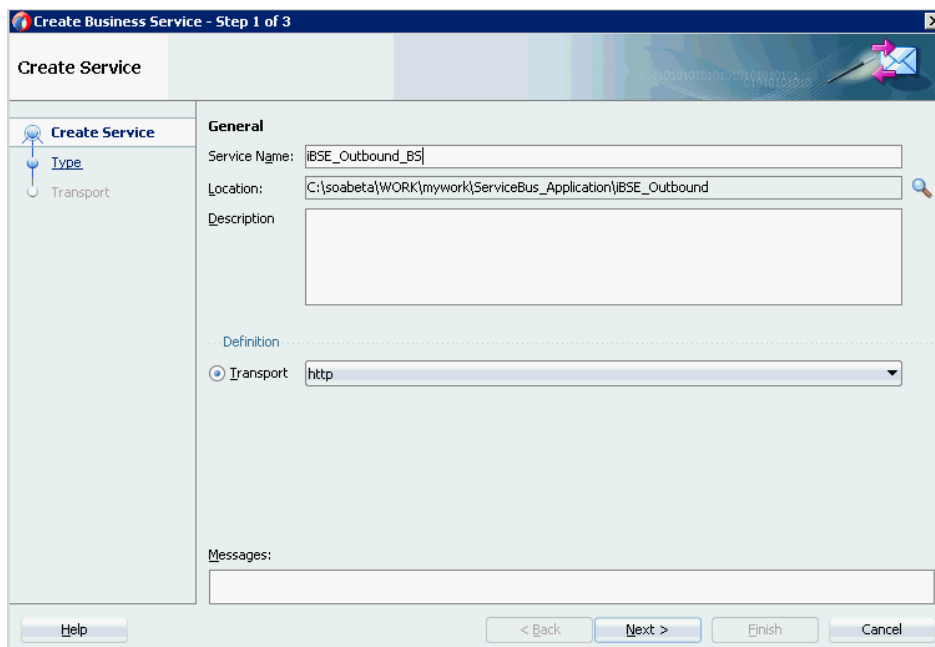 Create Business Service - Step 1 of 3
Create Service
Create Service
Type
Transport
General
Service Name: iBSE_Outbound_BS
Location: C:\soabeta\WORK\mywork\ServiceBus_Application\iBSE_Outbound
Description
Definition
Transport http
Messages:
Help < Back Next > Finish Cancel